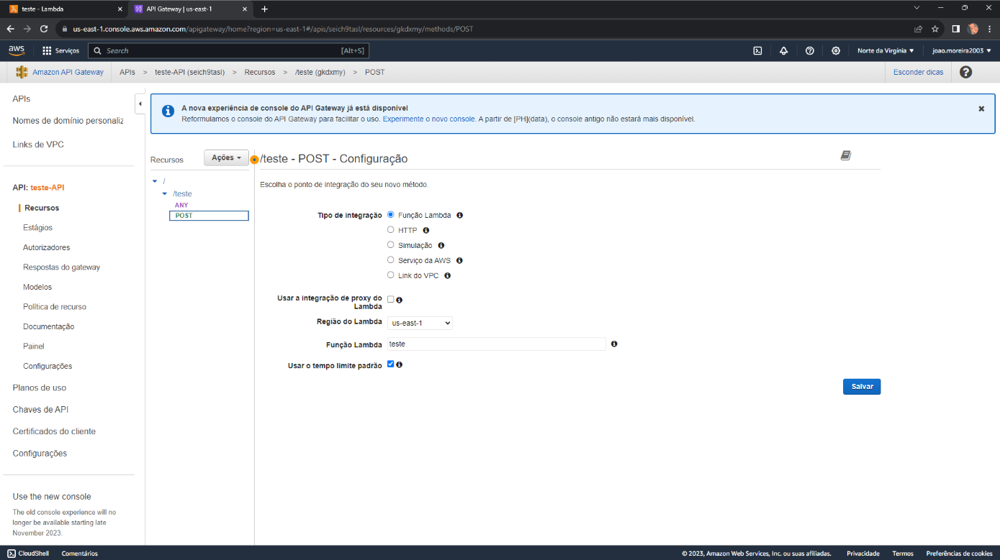 teste - Lambda
API Gateway | us-east-1
us-east-1.console.aws.amazon.com/apigateway/home?region=us-east-1#/apis/seich9tasl/resources/gkdxmy/methods/POST
aws
Serviços
Search
[Alt+S]
Norte da Virgínia
joao.moreira2003
Amazon API Gateway
APIs > teste-API (seich9tasl) > Recursos > /teste (gkdxmy) > POST
Esconder dicas
APIs
Nomes de domínio personaliz
Links de VPC
API: teste-API
Recursos
Estágios
Autorizadores
Respostas do gateway
Modelos
Política de recurso
Documentação
Painel
Configurações
Planos de uso
Chaves de API
Certificados do cliente
Configurações
Use the new console
The old console experience will no
longer be available starting late
November 2023.
A nova experiência de console do API Gateway já está disponível
Reformulamos o console do API Gateway para facilitar o uso. Experimente o novo console. A partir de [PH](data), o console antigo não estará mais disponível.
Recursos
Ações
/
/teste
ANY
POST
/teste - POST - Configuração
Escolha o ponto de integração do seu novo método.
Tipo de integração
Função Lambda
HTTP
Simulação
Serviço da AWS
Link do VPC
Usar a integração de proxy do
Lambda
Região do Lambda
us-east-1
Função Lambda
teste
Usar o tempo limite padrão
Salvar
CloudShell
Comentários
© 2023, Amazon Web Services, Inc. ou suas afiliadas.
Privacidade
Termos
Preferências de cookies